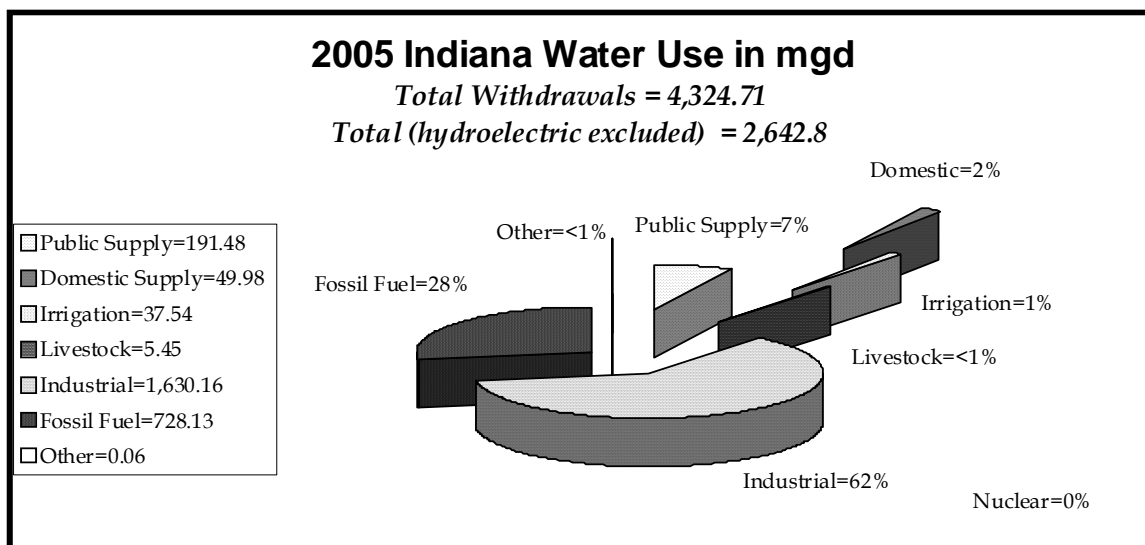 2005 Indiana Water Use in mgd
Total Withdrawals = 4,324.71
Total (hydroelectric excluded) = 2,642.8
Domestic=2%
Other=<1%
Public Supply=7%
Fossil Fuel=28%
Irrigation=1%
Livestock=<1%
Industrial=62%
Nuclear=0%
Public Supply=191.48
Domestic Supply=49.98
Irrigation=37.54
Livestock=5.45
Industrial=1,630.16
Fossil Fuel=728.13
Other=0.06